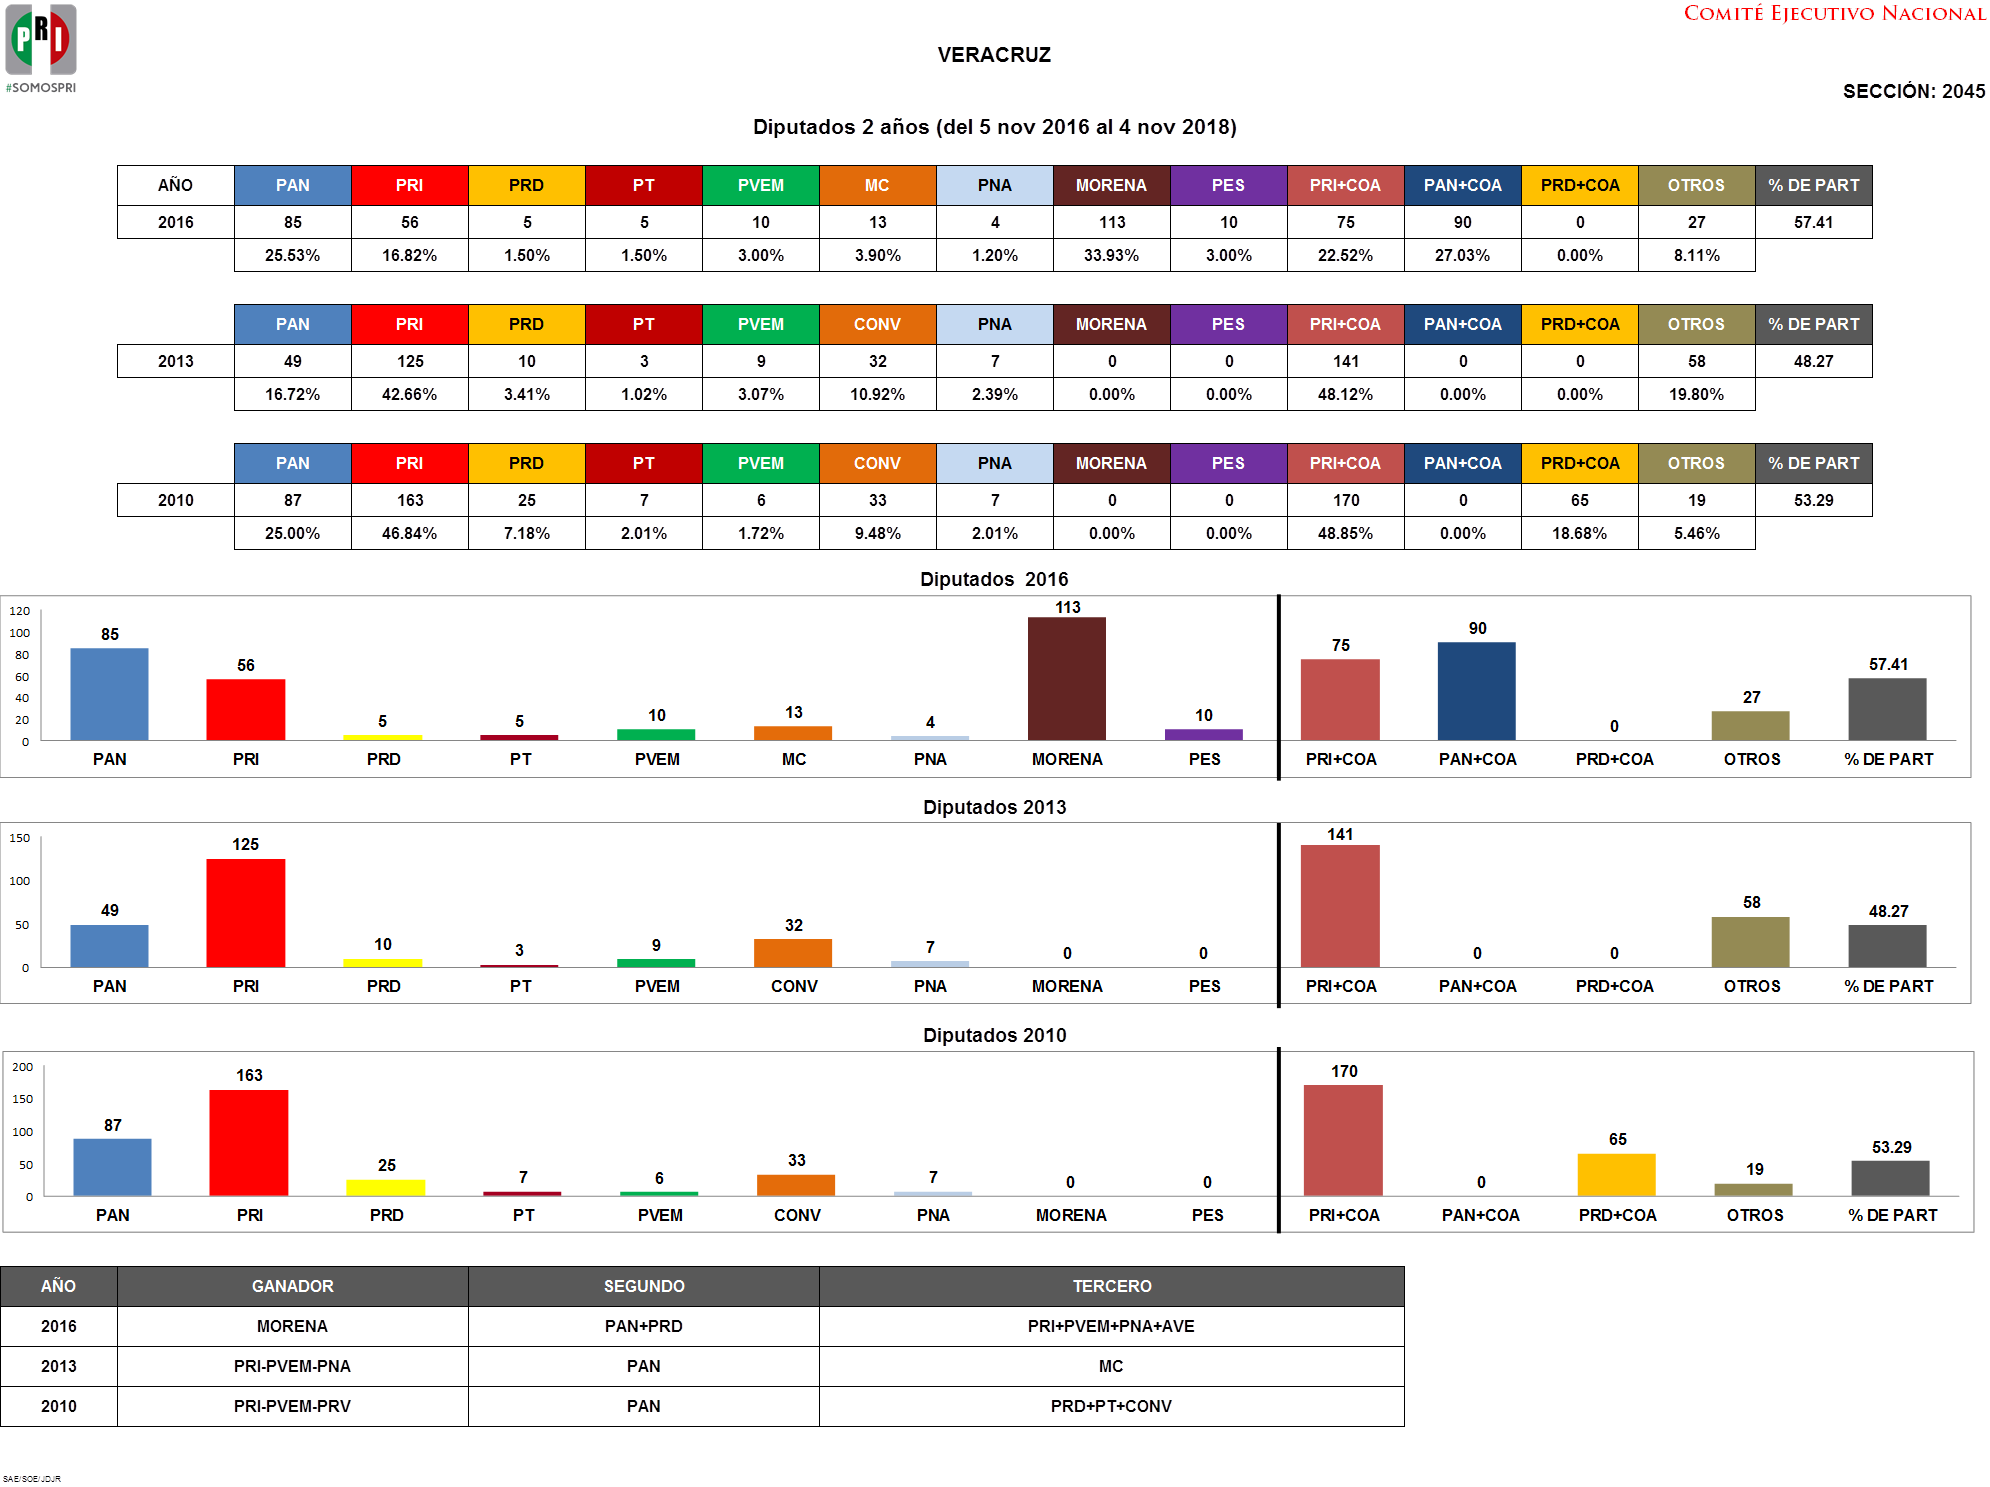 PRI
#SOMOSPRI
COMITÉ EJECUTIVO NACIONAL
VERACRUZ
SECCIÓN: 2045
Diputados 2 años (del 5 nov 2016 al 4 nov 2018)
AÑO PAN PRI PRD PT PVEM MC PNA MORENA PES PRI+COA PAN+COA PRD+COA OTROS % DE PART
2016 85 56 5 5 10 13 4 113 10 75 90 0 27 57.41
25.53% 16.82% 1.50% 1.50% 3.00% 3.90% 1.20% 33.93% 3.00% 22.52% 27.03% 0.00% 8.11%
PAN PRI PRD PT PVEM CONV PNA MORENA PES PRI+COA PAN+COA PRD+COA OTROS % DE PART
2013 49 125 10 3 9 32 7 0 0 141 0 0 58 48.27
16.72% 42.66% 3.41% 1.02% 3.07% 10.92% 2.39% 0.00% 0.00% 48.12% 0.00% 0.00% 19.80%
PAN PRI PRD PT PVEM CONV PNA MORENA PES PRI+COA PAN+COA PRD+COA OTROS % DE PART
2010 87 163 25 7 6 33 7 0 0 170 0 65 19 53.29
25.00% 46.84% 7.18% 2.01% 1.72% 9.48% 2.01% 0.00% 0.00% 48.85% 0.00% 18.68% 5.46%
Diputados 2016
120
100
80
60
40
20
0
85 56 5 5 10 13 4 113 10 75 90 0 27 57.41
PAN PRI PRD PT PVEM MC PNA MORENA PES PRI+COA PAN+COA PRD+COA OTROS % DE PART
Diputados 2013
150
100
50
0
49 125 10 3 9 32 7 0 0 141 0 0 58 48.27
PAN PRI PRD PT PVEM CONV PNA MORENA PES PRI+COA PAN+COA PRD+COA OTROS % DE PART
Diputados 2010
200
150
100
50
0
87 163 25 7 6 33 7 0 0 170 0 65 19 53.29
PAN PRI PRD PT PVEM CONV PNA MORENA PES PRI+COA PAN+COA PRD+COA OTROS % DE PART
AÑO GANADOR SEGUNDO TERCERO
2016 MORENA PAN+PRD PRI+PVEM+PNA+AVE
2013 PRI-PVEM-PNA PAN MC
2010 PRI-PVEM-PRV PAN PRD+PT+CONV
SAE/SOE/JDJR